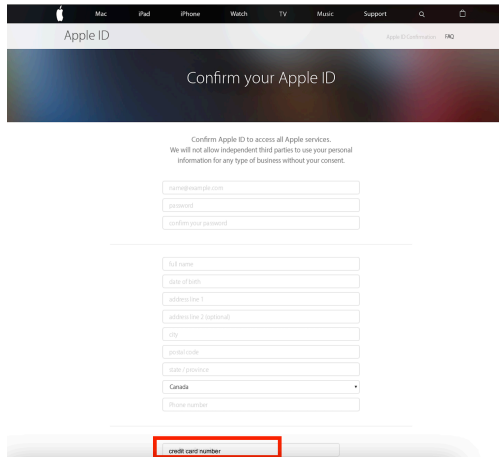 Mac iPad iPhone Watch TV Music Support
Apple ID
Apple ID Confirmation FAQ
Confirm your Apple ID
Confirm Apple ID to access all Apple services.
We will not allow independent third parties to use your personal
information for any type of business without your consent.
name@example.com
password
confirm your password
full name
date of birth
address line 1
address line 2 (optional)
city
postal code
state / province
Canada
Phone number
credit card number